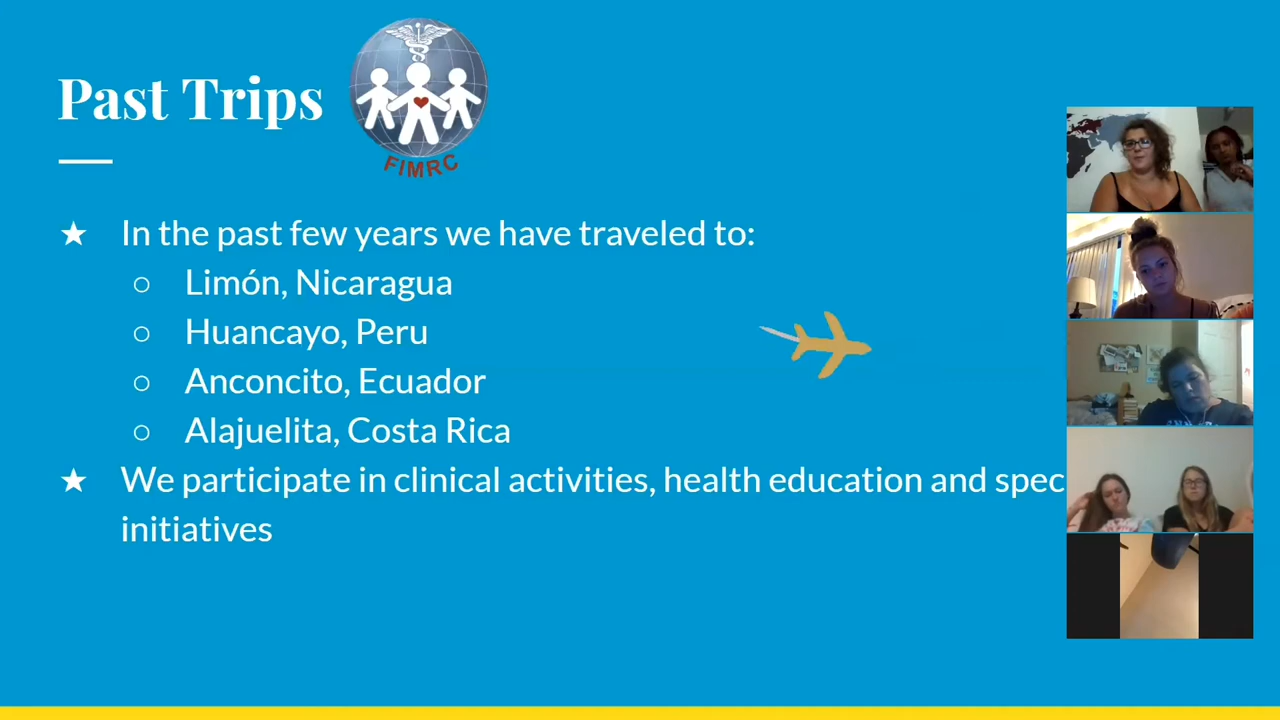 Past Trips
FIMRC
★ In the past few years we have traveled to:
○ Limón, Nicaragua
○ Huancayo, Peru
○ Anconcito, Ecuador
○ Alajuelita, Costa Rica
★ We participate in clinical activities, health education and spec
initiatives